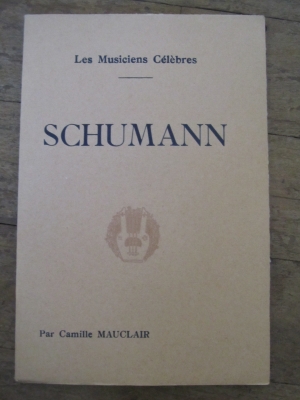 Les Musiciens Célèbres
SCHUMANN
Par Camille MAUCLAIR